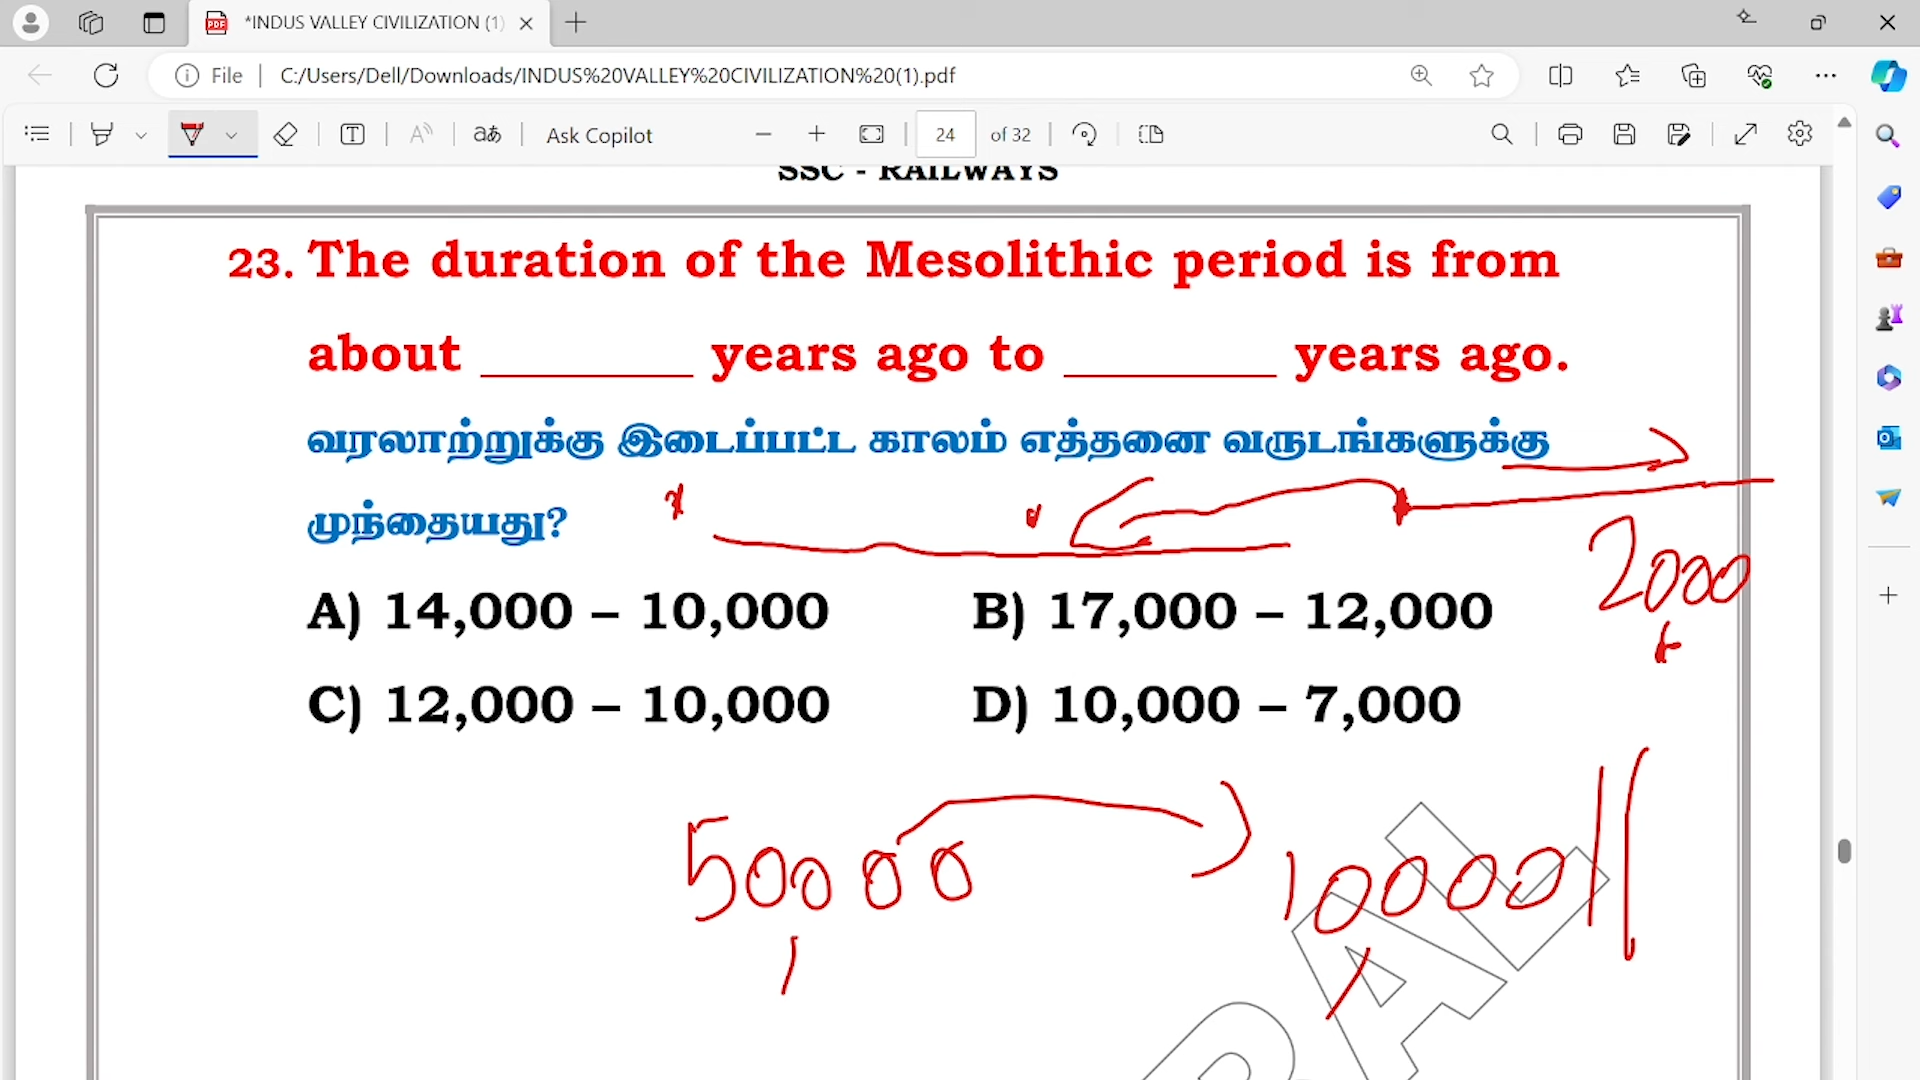 *INDUS VALLEY CIVILIZATION (1)
File C:/Users/Dell/Downloads/INDUS%20VALLEY%20CIVILIZATION%20(1).pdf
aあ Ask Copilot 24 of 32
SSC - RAILWAYS
23. The duration of the Mesolithic period is from
about ________ years ago to ________ years ago.
வரலாற்றுக்கு இடைப்பட்ட காலம் எத்தனை வருடங்களுக்கு
முந்தையது?
2000
A) 14,000 – 10,000 B) 17,000 – 12,000
C) 12,000 – 10,000 D) 10,000 – 7,000
50000 10000